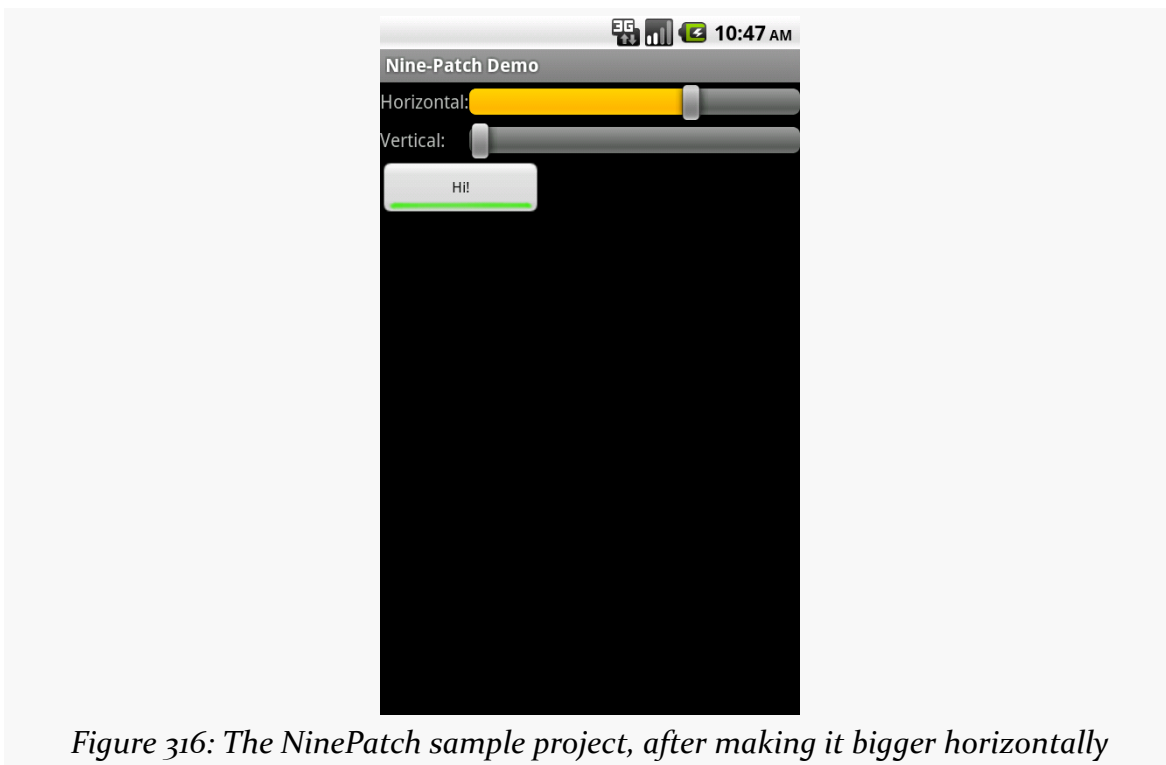 3G 10:47 AM
Nine-Patch Demo
Horizontal:
Vertical:
Hi!
Figure 316: The NinePatch sample project, after making it bigger horizontally